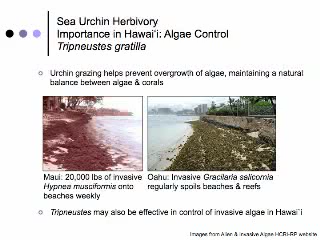 Sea Urchin Herbivory
Importance in Hawai'i: Algae Control
Tripneustes gratilla
Urchin grazing helps prevent overgrowth of algae, maintaining a natural
balance between algae & corals
Maui: 20,000 lbs of invasive
Hypnea musciformis onto
beaches weekly
Oahu: Invasive Gracilaria salicornia
regularly spoils beaches & reefs
Tripneustes may also be effective in control of invasive algae in Hawai`i
Images from Alien & Invasive Algae HCRI-RP website